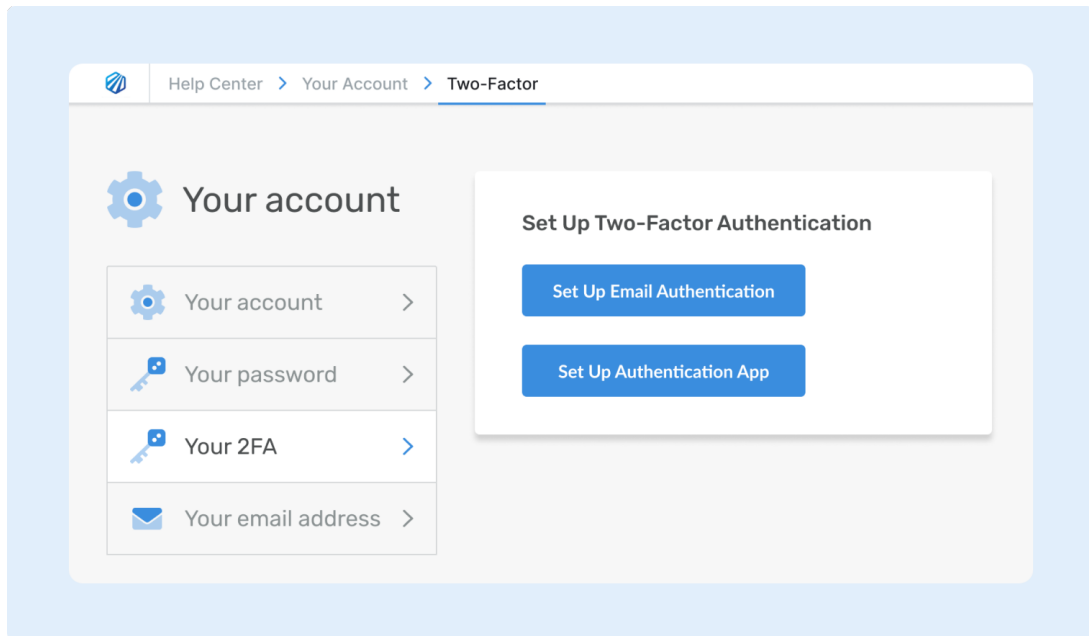 Help Center > Your Account > Two-Factor
Your account
Your account
Your password
Your 2FA
Your email address
Set Up Two-Factor Authentication
Set Up Email Authentication
Set Up Authentication App